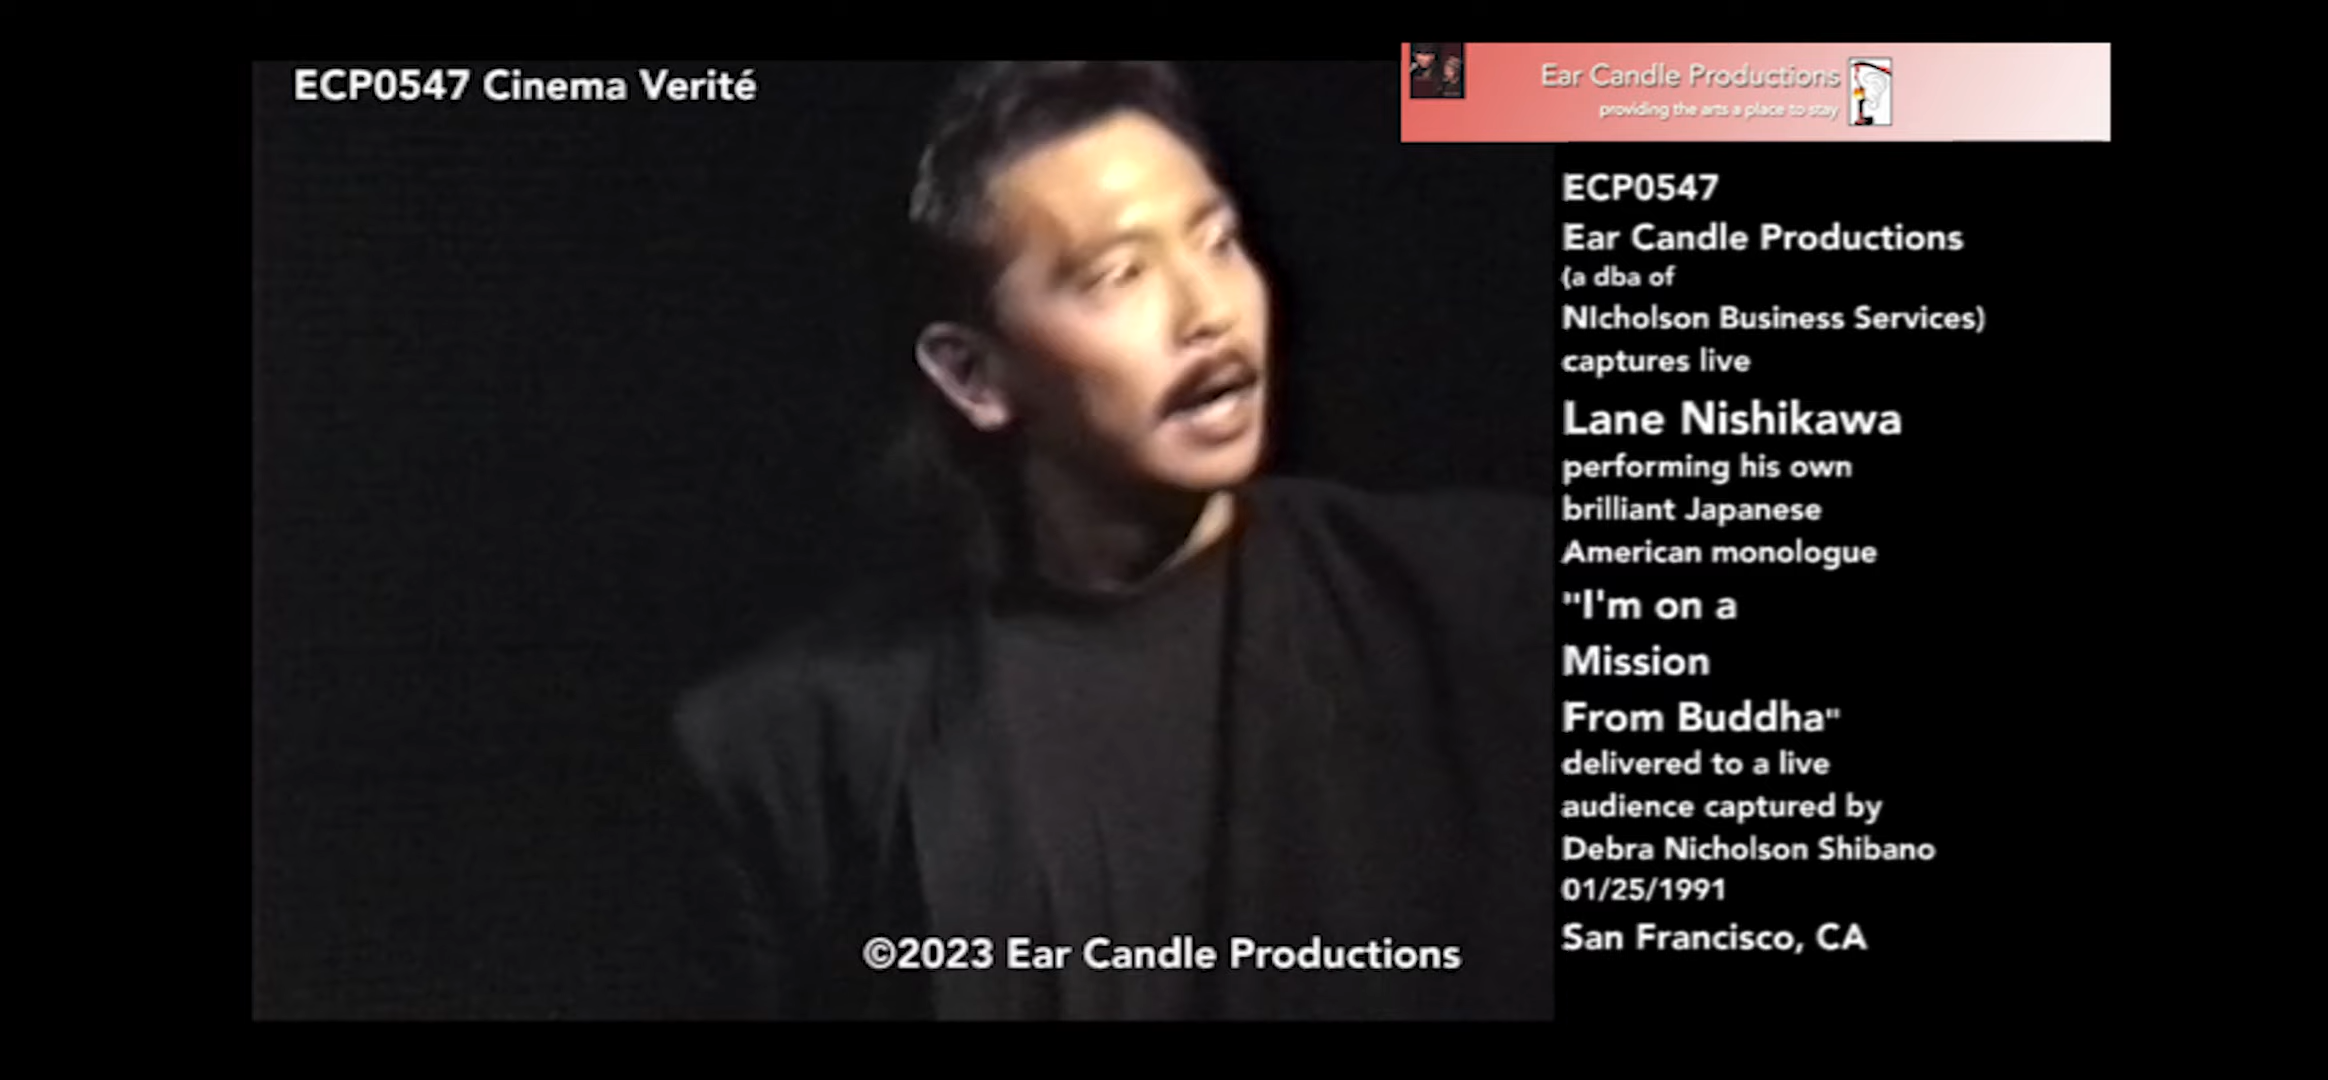 ECP0547 Cinema Verité
Ear Candle Productions
providing the arts a place to stay
ECP0547
Ear Candle Productions
(a dba of
NIcholson Business Services)
captures live
Lane Nishikawa
performing his own
brilliant Japanese
American monologue
"I'm on a
Mission
From Buddha"
delivered to a live
audience captured by
Debra Nicholson Shibano
01/25/1991
San Francisco, CA
©2023 Ear Candle Productions